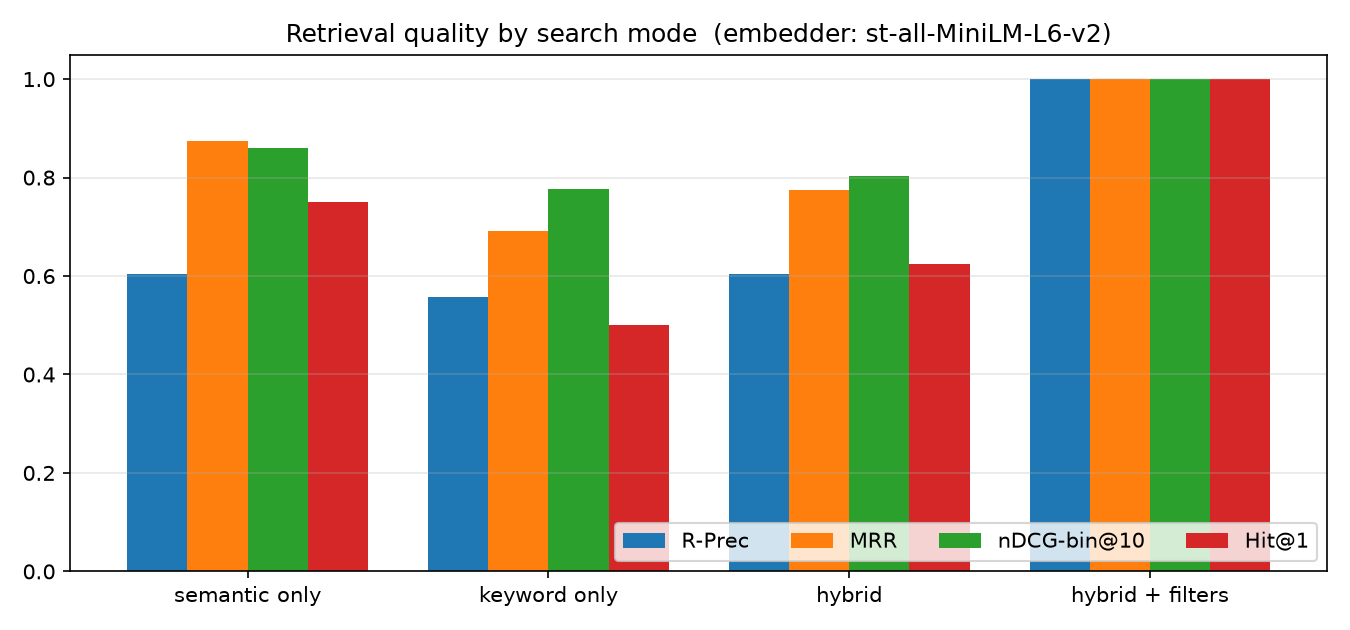 Retrieval quality by search mode  (embedder: st-all-MiniLM-L6-v2)
1.0
0.8
0.6
0.4
0.2
0.0
R-Prec MRR nDCG-bin@10 Hit@1
semantic only keyword only hybrid hybrid + filters